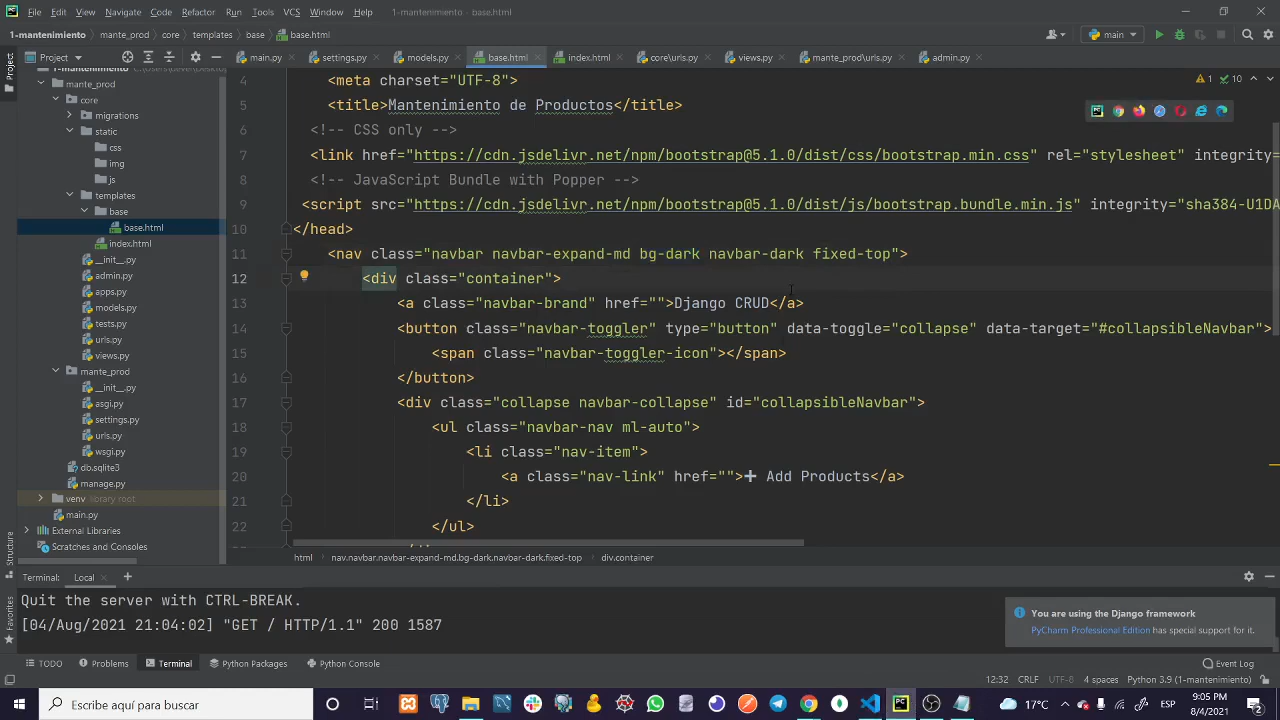 File Edit View Navigate Code Refactor Run Tools VCS Window Help 1-mantenimiento - base.html
1-mantenimiento mante_prod core templates base base.html main
Project main.py settings.py models.py base.html index.html core\urls.py views.py mante_prod\urls.py admin.py
mante_prod
core
migrations
static
css
img
js
templates
base
base.html
index.html
__init__.py
admin.py
apps.py
models.py
tests.py
urls.py
views.py
mante_prod
__init__.py
asgi.py
settings.py
urls.py
wsgi.py
db.sqlite3
manage.py
venv library root
main.py
External Libraries
Scratches and Consoles
Project
Structure
Favorites
1 10
4 <meta charset="UTF-8">
5 <title>Mantenimiento de Productos</title>
6 <!-- CSS only -->
7 <link href="https://cdn.jsdelivr.net/npm/bootstrap@5.1.0/dist/css/bootstrap.min.css" rel="stylesheet" integrity=
8 <!-- JavaScript Bundle with Popper -->
9 <script src="https://cdn.jsdelivr.net/npm/bootstrap@5.1.0/dist/js/bootstrap.bundle.min.js" integrity="sha384-U1DA
10 </head>
11 <nav class="navbar navbar-expand-md bg-dark navbar-dark fixed-top">
12 <div class="container">
13 <a class="navbar-brand" href="">Django CRUD</a>
14 <button class="navbar-toggler" type="button" data-toggle="collapse" data-target="#collapsibleNavbar">
15 <span class="navbar-toggler-icon"></span>
16 </button>
17 <div class="collapse navbar-collapse" id="collapsibleNavbar">
18 <ul class="navbar-nav ml-auto">
19 <li class="nav-item">
20 <a class="nav-link" href="">➕ Add Products</a>
21 </li>
22 </ul>
html nav.navbar.navbar-expand-md.bg-dark.navbar-dark.fixed-top div.container
Terminal: Local
Quit the server with CTRL-BREAK.
[04/Aug/2021 21:04:02] "GET / HTTP/1.1" 200 1587
You are using the Django framework
PyCharm Professional Edition has special support for it.
TODO Problems Terminal Python Packages Python Console Event Log
12:32 CRLF UTF-8 4 spaces Python 3.9 (1-mantenimiento)
Escribe aquí para buscar
17°C ESP 9:05 PM
8/4/2021 2